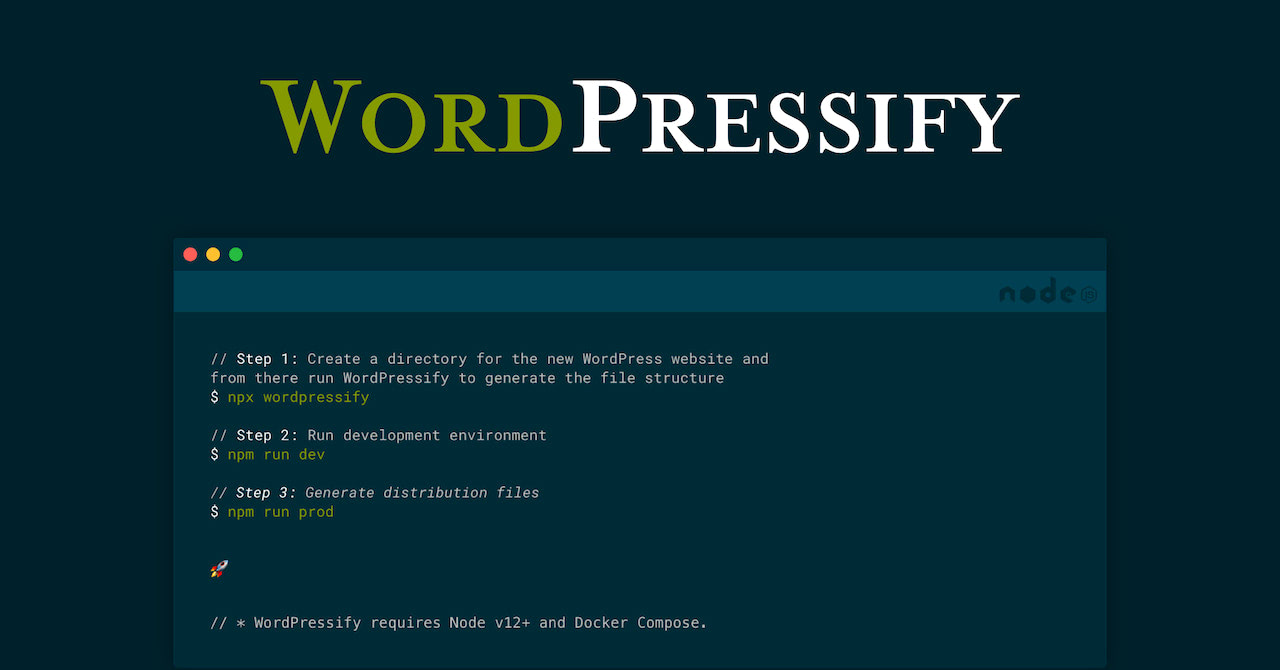 WORDPRESSIFY
node JS
// Step 1: Create a directory for the new WordPress website and
from there run WordPressify to generate the file structure
$ npx wordpressify
// Step 2: Run development environment
$ npm run dev
// Step 3: Generate distribution files
$ npm run prod
// * WordPressify requires Node v12+ and Docker Compose.